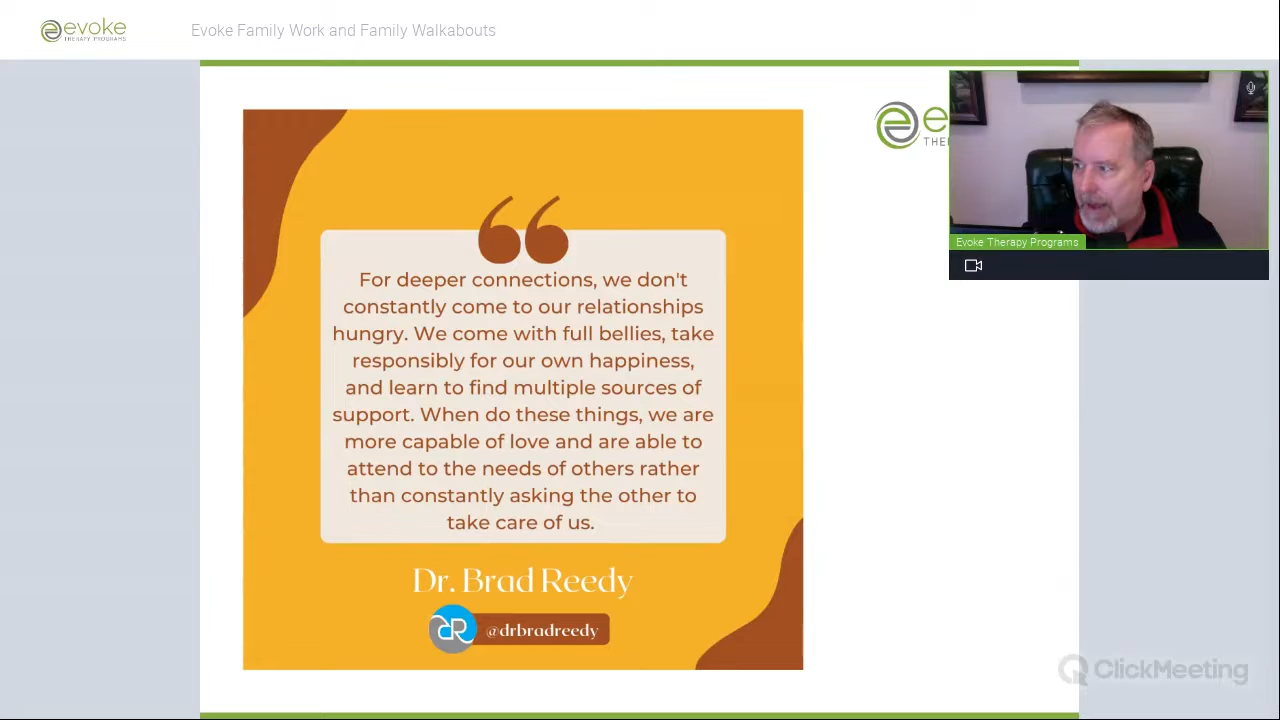 evoke
THERAPY PROGRAMS
Evoke Family Work and Family Walkabouts
e
THE
Evoke Therapy Programs
For deeper connections, we don't
constantly come to our relationships
hungry. We come with full bellies, take
responsibly for our own happiness,
and learn to find multiple sources of
support. When do these things, we are
more capable of love and are able to
attend to the needs of others rather
than constantly asking the other to
take care of us.
Dr. Brad Reedy
@drbradreedy
ClickMeeting